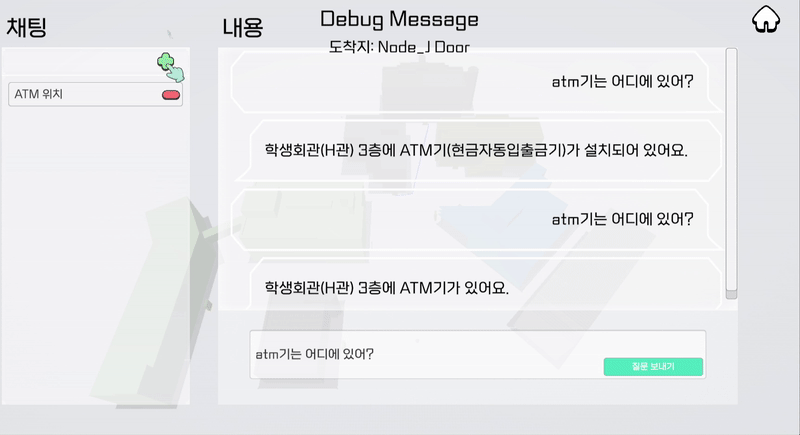 채팅
내용
Debug Message
도착지: Node_J Door
ATM 위치
atm기는 어디에 있어?
학생회관(H관) 3층에 ATM기(현금자동입출금기)가 설치되어 있어요.
atm기는 어디에 있어?
학생회관(H관) 3층에 ATM기가 있어요.
atm기는 어디에 있어?
질문 보내기